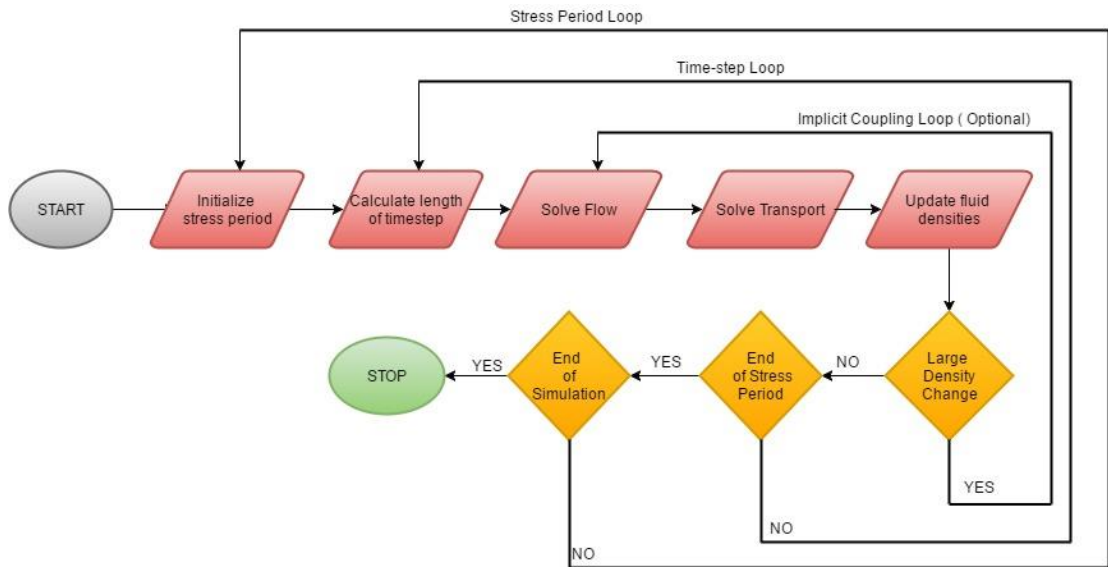 Stress Period Loop
Time-step Loop
Implicit Coupling Loop ( Optional)
START
Initialize
stress period
Calculate length
of timestep
Solve Flow
Solve Transport
Update fluid
densities
STOP
YES
End
of
Simulation
YES
End
of Stress
Period
NO
Large
Density
Change
YES
NO
NO